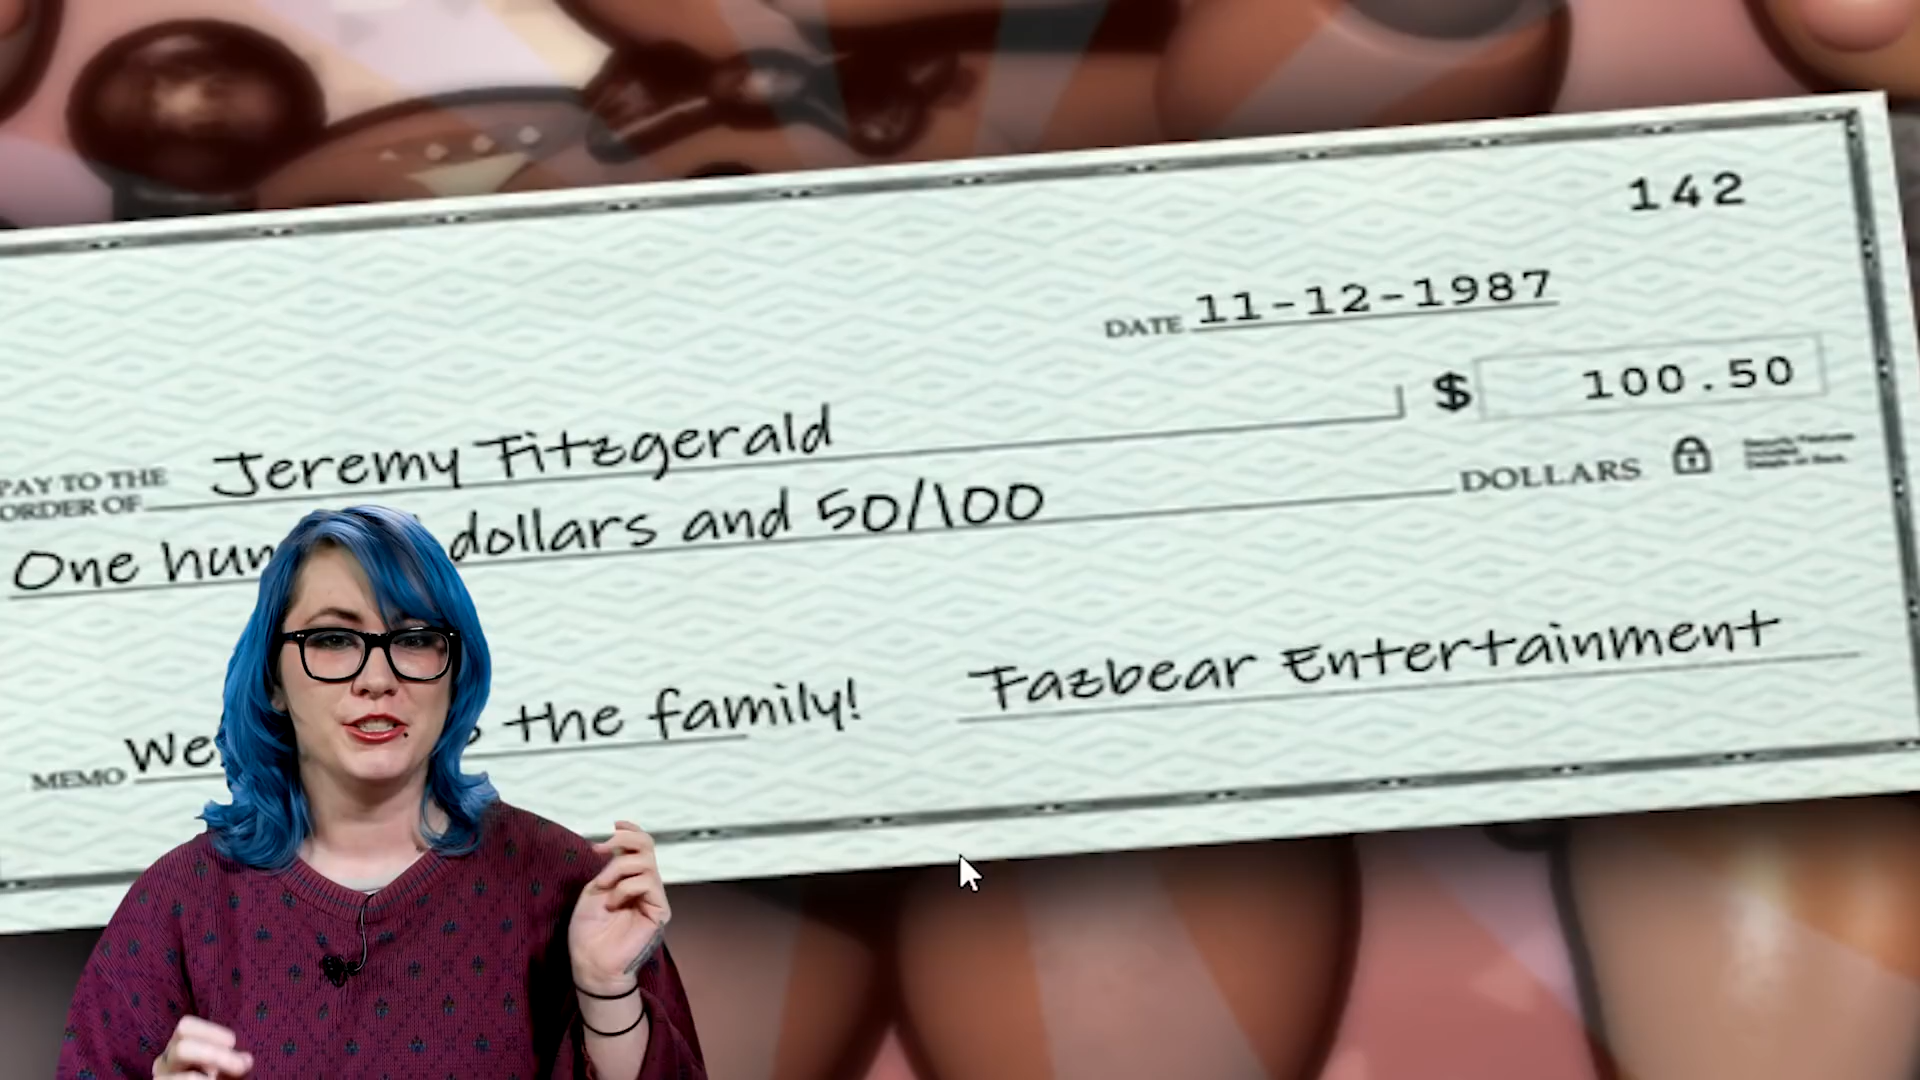 142
DATE 11-12-1987
PAY TO THE ORDER OF Jeremy Fitzgerald $ 100.50
One hun dollars and 50/100 DOLLARS
MEMO We the family! Fazbear Entertainment